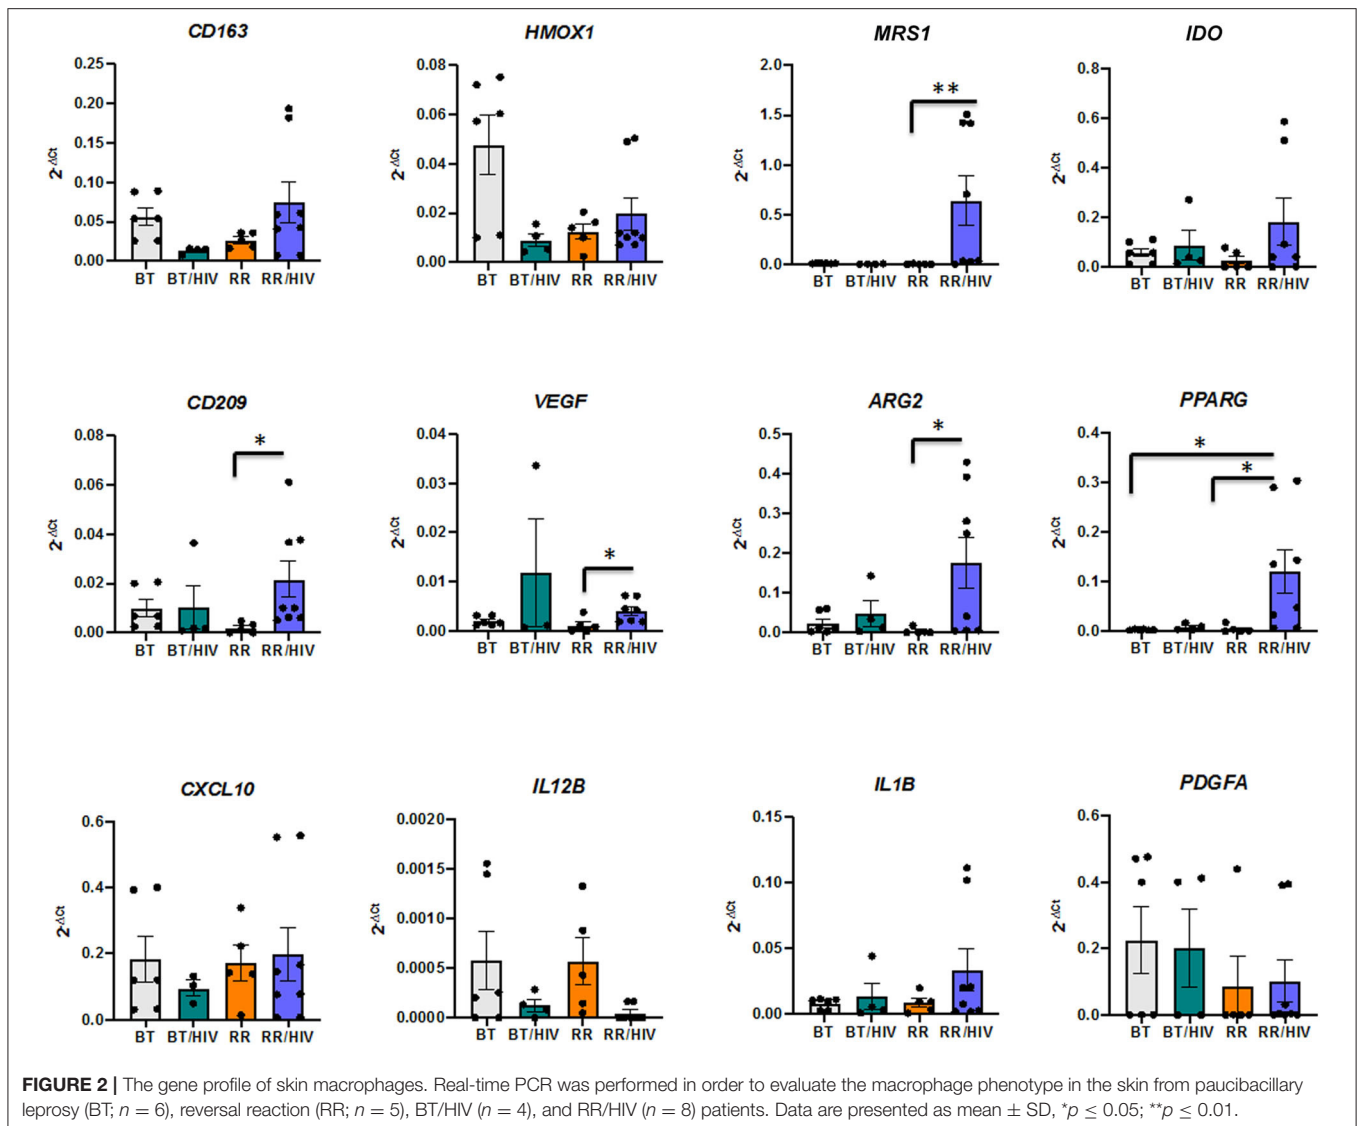 CD163
HMOX1
MRS1
IDO
0.25
0.20
0.15
0.10
0.05
0.00
2-ΔCt
BT BT/HIV RR RR/HIV
0.08
0.06
0.04
0.02
0.00
2-ΔCt
BT BT/HIV RR RR/HIV
2.0
1.5
1.0
0.5
0.0
2-ΔCt
**
BT BT/HIV RR RR/HIV
0.8
0.6
0.4
0.2
0.0
2-ΔCt
BT BT/HIV RR RR/HIV
CD209
VEGF
ARG2
PPARG
0.08
0.06
0.04
0.02
0.00
2-ΔCt
*
BT BT/HIV RR RR/HIV
0.04
0.03
0.02
0.01
0.00
2-ΔCt
*
BT BT/HIV RR RR/HIV
0.5
0.4
0.3
0.2
0.1
0.0
2-ΔCt
*
BT BT/HIV RR RR/HIV
0.4
0.3
0.2
0.1
0.0
2-ΔCt
*
*
BT BT/HIV RR RR/HIV
CXCL10
IL12B
IL1B
PDGFA
0.6
0.4
0.2
0.0
2-ΔCt
BT BT/HIV RR RR/HIV
0.0020
0.0015
0.0010
0.0005
0.0000
2-ΔCt
BT BT/HIV RR RR/HIV
0.15
0.10
0.05
0.00
2-ΔCt
BT BT/HIV RR RR/HIV
0.6
0.4
0.2
0.0
2-ΔCt
BT BT/HIV RR RR/HIV
FIGURE 2 | The gene profile of skin macrophages. Real-time PCR was performed in order to evaluate the macrophage phenotype in the skin from paucibacillary
leprosy (BT; n = 6), reversal reaction (RR; n = 5), BT/HIV (n = 4), and RR/HIV (n = 8) patients. Data are presented as mean ± SD, *p ≤ 0.05; **p ≤ 0.01.